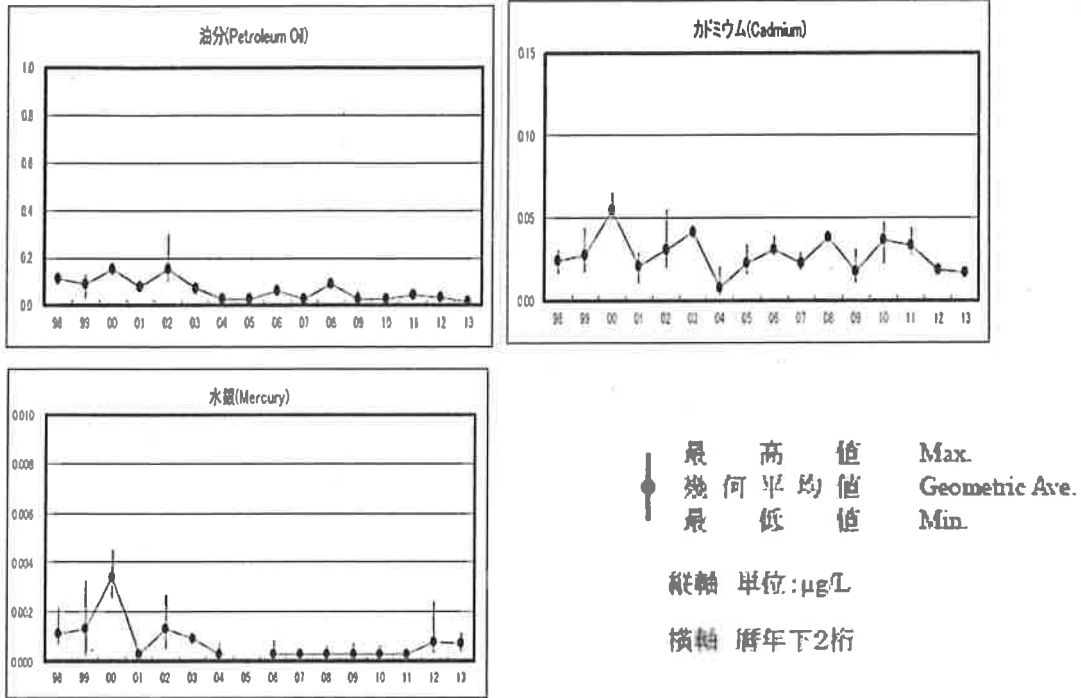 油分(Petroleum Oil)
1.0
0.8
0.6
0.4
0.2
0.0
98 99 00 01 02 03 04 05 06 07 08 09 10 11 12 13
カドミウム(Cadmium)
0.15
0.10
0.05
0.00
98 99 00 01 02 03 04 05 06 07 08 09 10 11 12 13
水銀(Mercury)
0.010
0.008
0.006
0.004
0.002
0.000
98 99 00 01 02 03 04 05 06 07 08 09 10 11 12 13
最高値 Max.
幾何平均値 Geometric Ave.
最低値 Min.
縦軸 単位:μg/L
横軸 暦年下2桁